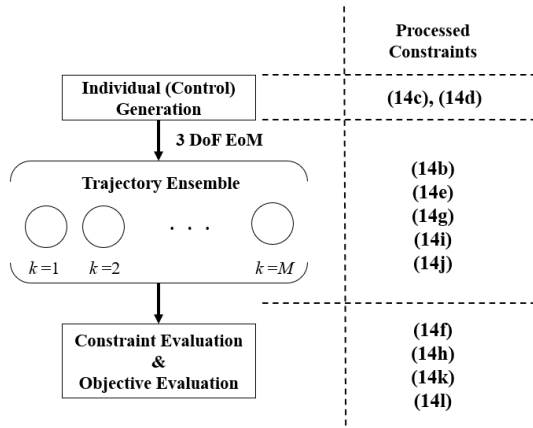 Processed
Constraints
Individual (Control)
Generation
(14c), (14d)
3 DoF EoM
Trajectory Ensemble
. . .
k =1
k =2
k =M
(14b)
(14e)
(14g)
(14i)
(14j)
Constraint Evaluation
&
Objective Evaluation
(14f)
(14h)
(14k)
(14l)